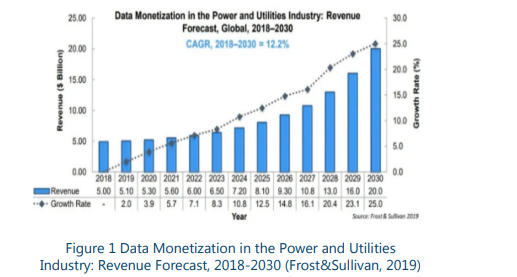 Data Monetization in the Power and Utilities Industry: Revenue
Forecast, Global, 2018–2030
CAGR, 2018–2030 = 12.2%
Revenue ($ Billion)
25.00
20.00
15.00
10.00
5.00
0.00
Growth Rate (%)
30.0
25.0
20.0
15.0
10.0
5.0
0.0
2018 2019 2020 2021 2022 2023 2024 2025 2026 2027 2028 2029 2030
Revenue 5.00 5.10 5.30 5.60 6.00 6.50 7.20 8.10 9.30 10.8 13.0 16.0 20.0
Growth Rate - 2.0 3.9 5.7 7.1 8.3 10.8 12.5 14.8 16.1 20.4 23.1 25.0
Year
Source: Frost & Sullivan 2019
Figure 1 Data Monetization in the Power and Utilities
Industry: Revenue Forecast, 2018-2030 (Frost&Sullivan, 2019)